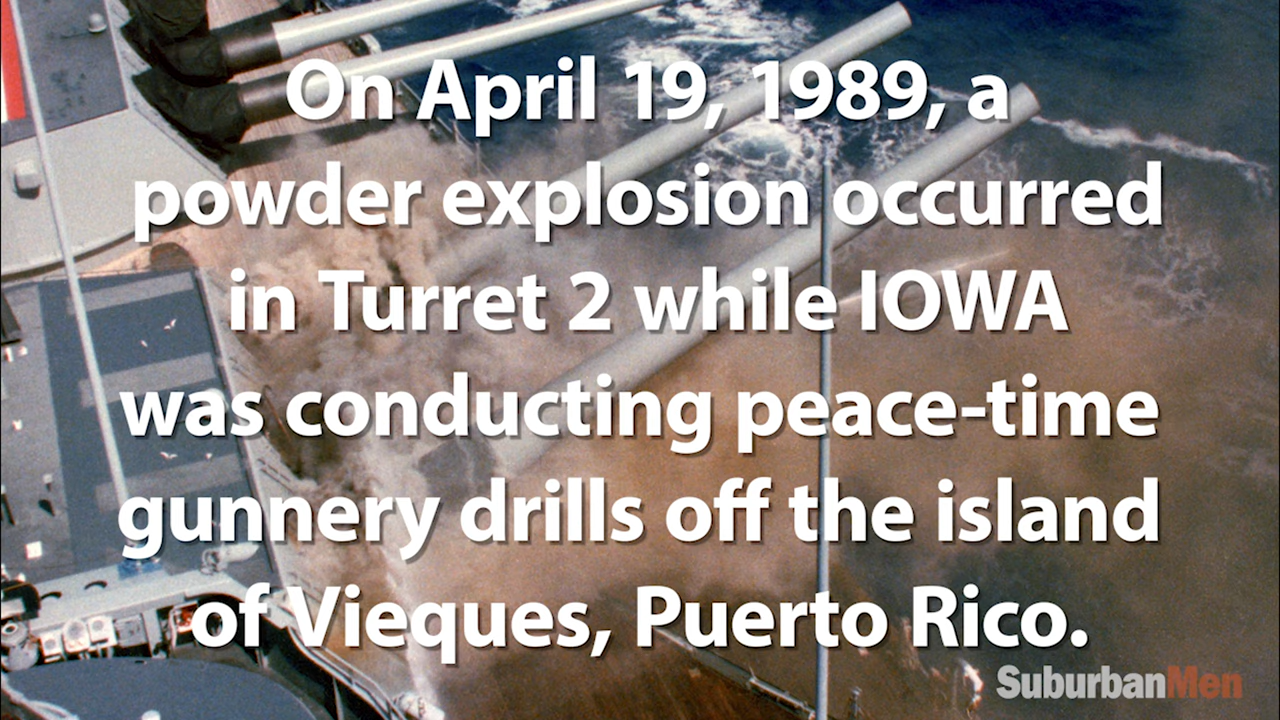 On April 19, 1989, a
powder explosion occurred
in Turret 2 while IOWA
was conducting peace-time
gunnery drills off the island
of Vieques, Puerto Rico.
SuburbanMen